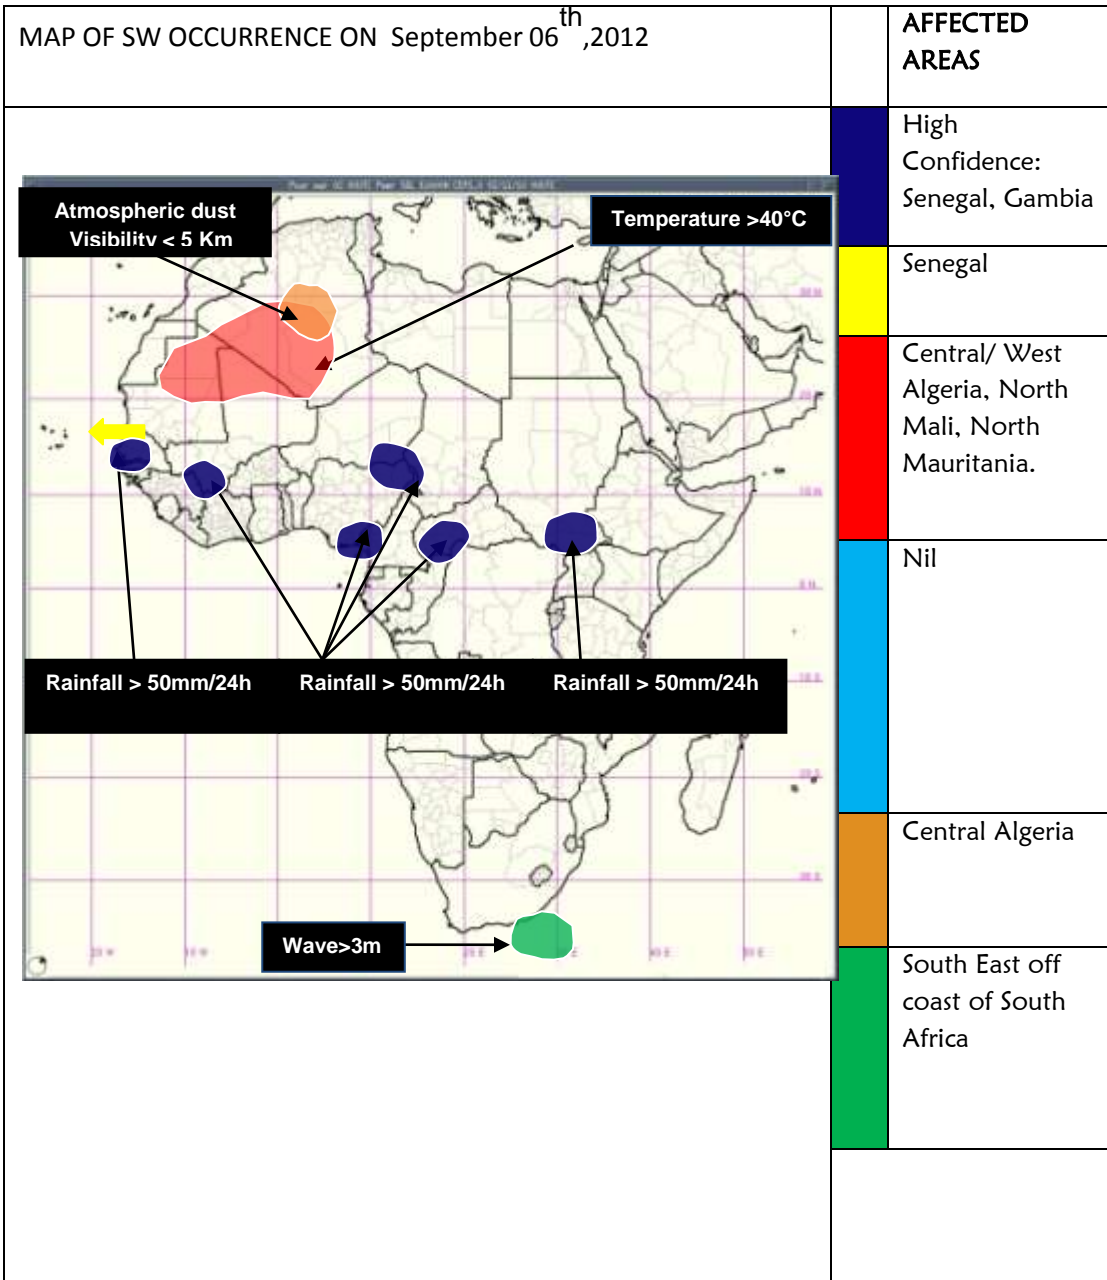 MAP OF SW OCCURRENCE ON September 06th,2012
AFFECTED
AREAS
High
Confidence:
Senegal, Gambia
Senegal
Central/ West
Algeria, North
Mali, North
Mauritania.
Nil
Central Algeria
South East off
coast of South
Africa
Atmospheric dust
Visibility < 5 Km
Temperature >40°C
Rainfall > 50mm/24h
Rainfall > 50mm/24h
Rainfall > 50mm/24h
Wave>3m